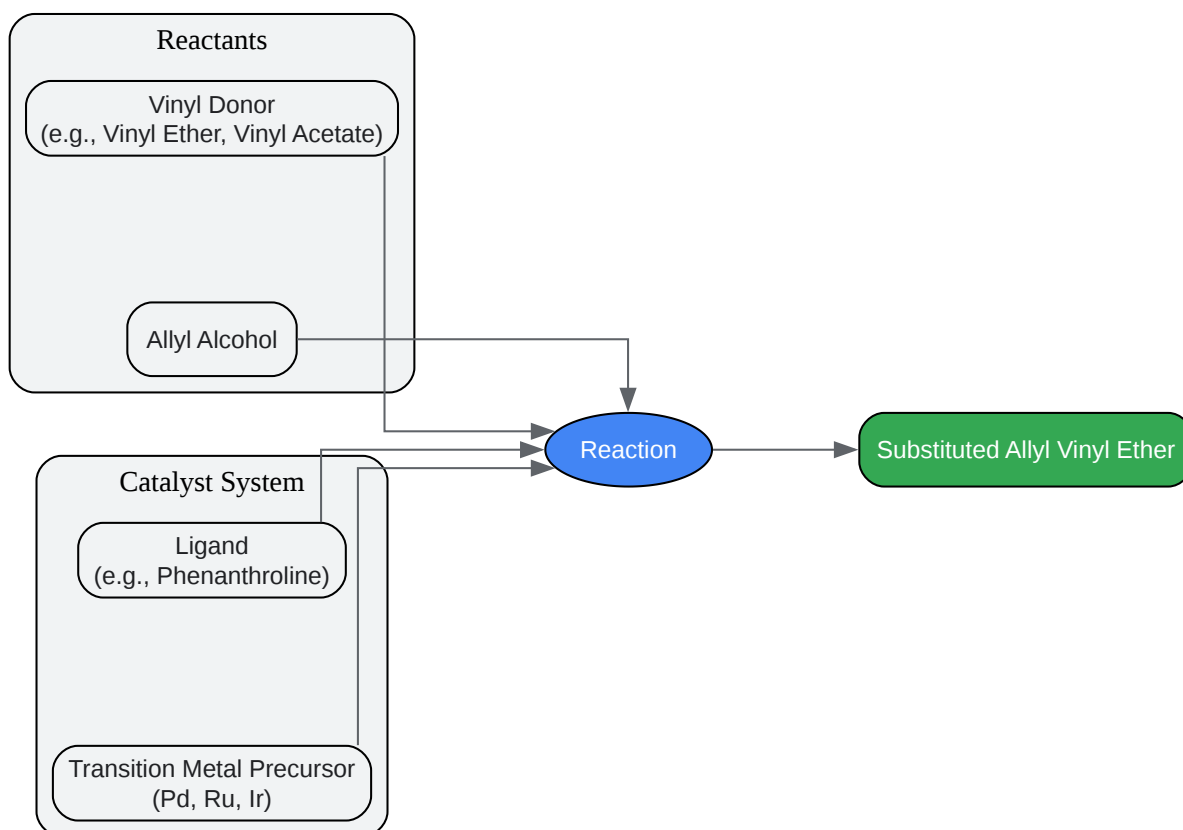 Reactants
Vinyl Donor
(e.g., Vinyl Ether, Vinyl Acetate)
Allyl Alcohol
Reaction
Substituted Allyl Vinyl Ether
Catalyst System
Ligand
(e.g., Phenanthroline)
Transition Metal Precursor
(Pd, Ru, Ir)